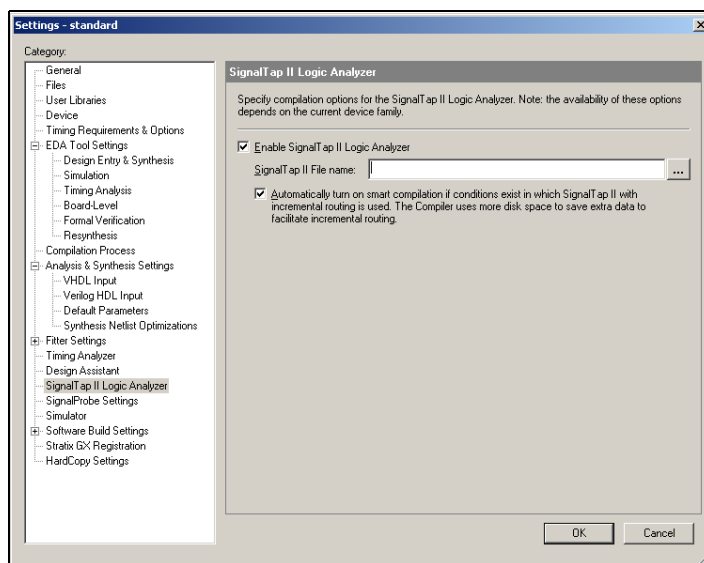 Settings - standard
Category:
General
Files
User Libraries
Device
Timing Requirements & Options
EDA Tool Settings
Design Entry & Synthesis
Simulation
Timing Analysis
Board-Level
Formal Verification
Resynthesis
Compilation Process
Analysis & Synthesis Settings
VHDL Input
Verilog HDL Input
Default Parameters
Synthesis Netlist Optimizations
Fitter Settings
Timing Analyzer
Design Assistant
SignalTap II Logic Analyzer
SignalProbe Settings
Simulator
Software Build Settings
Stratix GX Registration
HardCopy Settings
SignalTap II Logic Analyzer
Specify compilation options for the SignalTap II Logic Analyzer. Note: the availability of these options
depends on the current device family.
Enable SignalTap II Logic Analyzer
SignalTap II File name:
...
Automatically turn on smart compilation if conditions exist in which SignalTap II with
incremental routing is used. The Compiler uses more disk space to save extra data to
facilitate incremental routing.
OK
Cancel